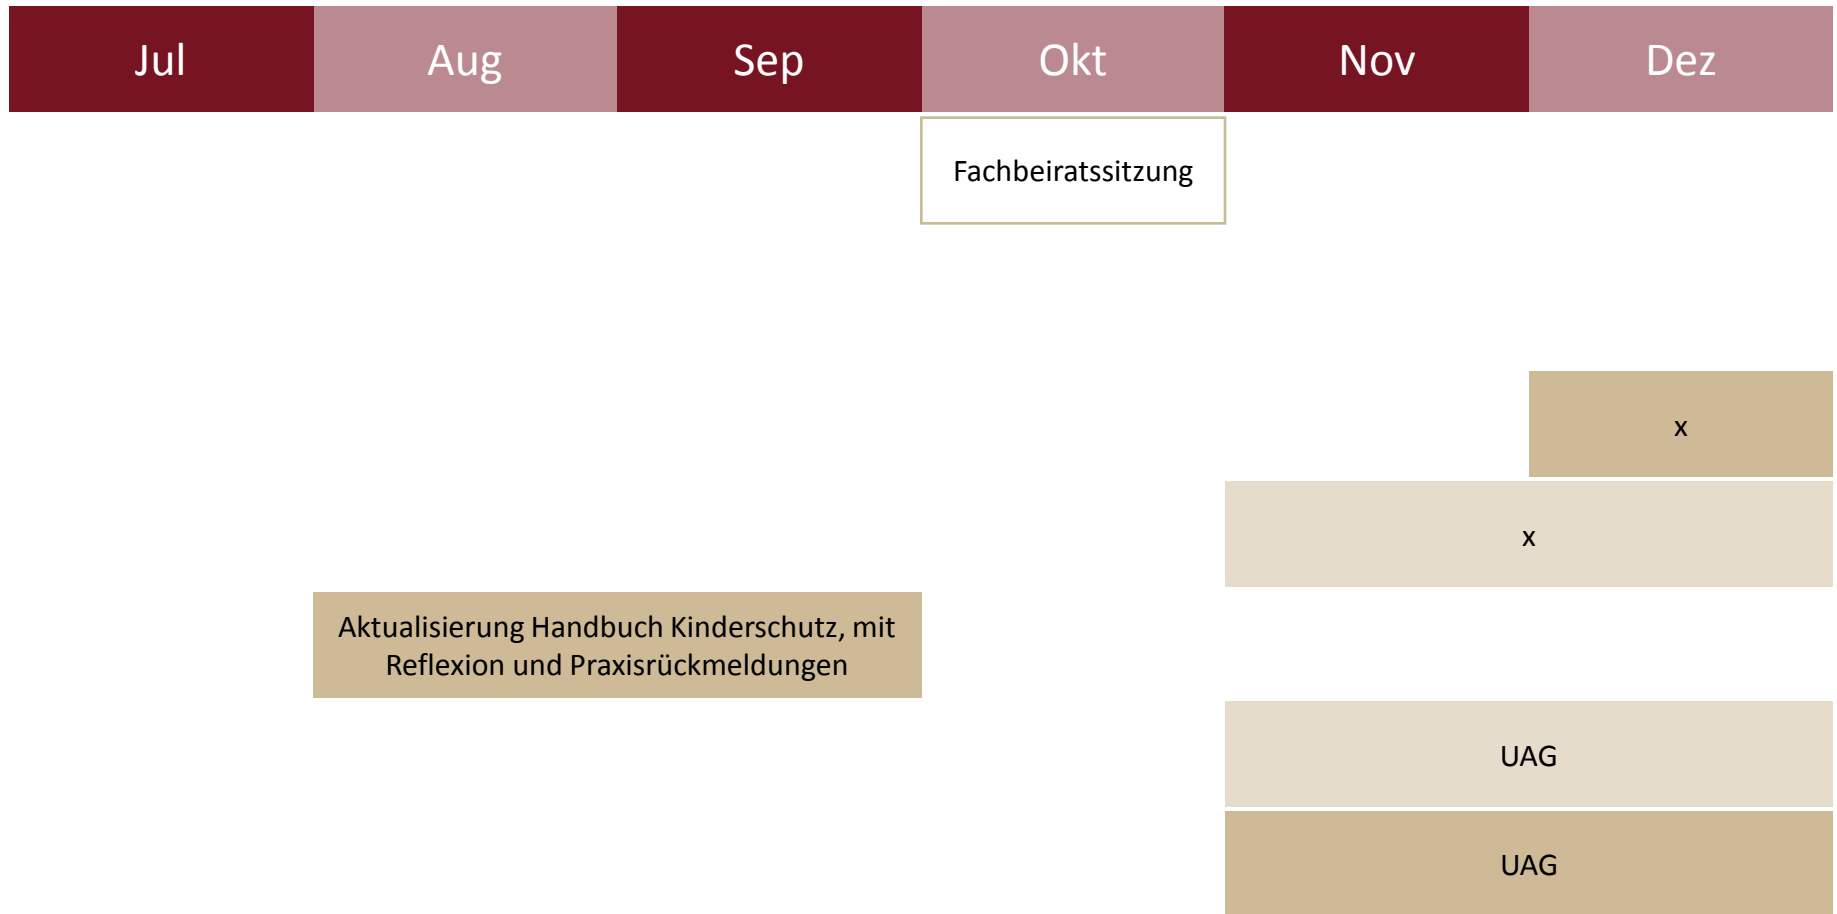 Jul Aug Sep Okt Nov Dez
Fachbeiratssitzung
x
x
Aktualisierung Handbuch Kinderschutz, mit
Reflexion und Praxisrückmeldungen
UAG
UAG